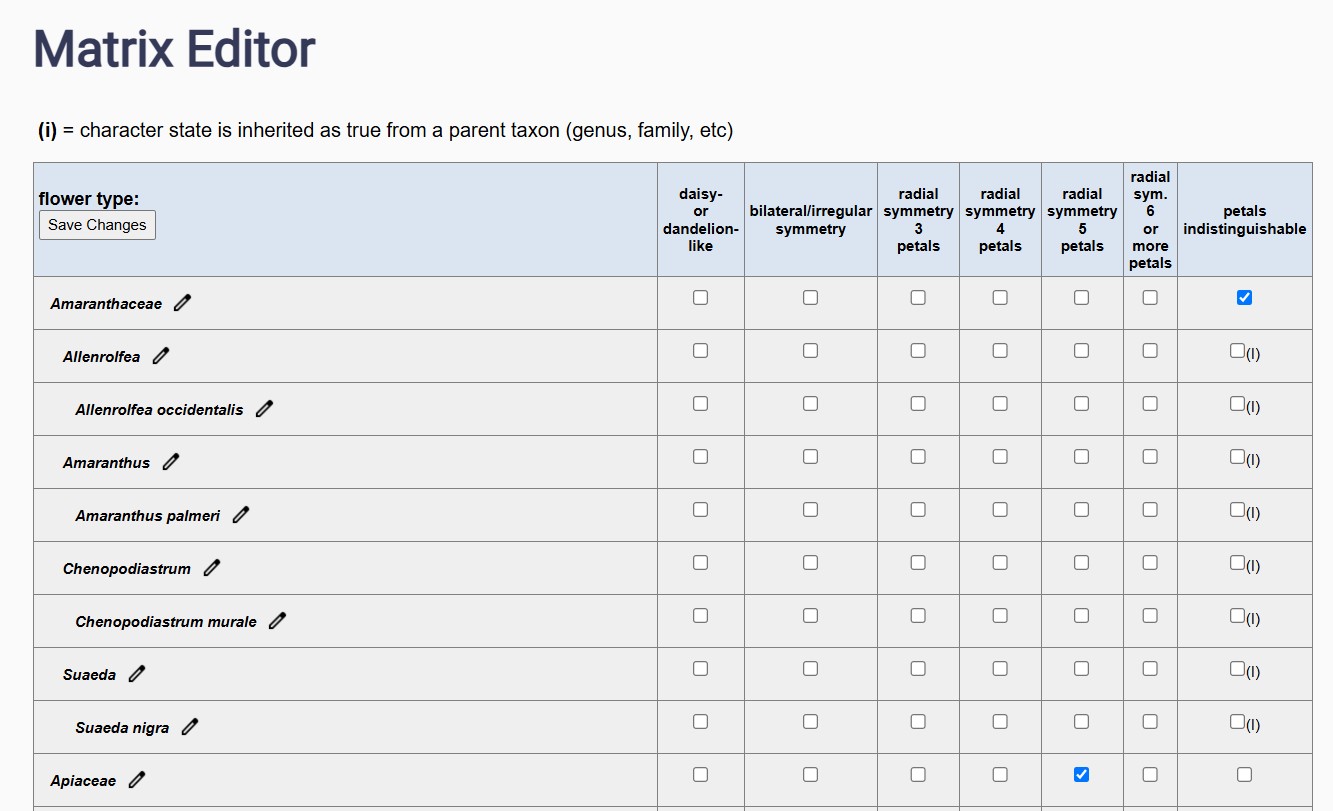 Matrix Editor
(i) = character state is inherited as true from a parent taxon (genus, family, etc)
flower type:
Save Changes
daisy-
or
dandelion-
like
bilateral/irregular
symmetry
radial
symmetry
3
petals
radial
symmetry
4
petals
radial
symmetry
5
petals
radial
sym.
6
or
more
petals
petals
indistinguishable
Amaranthaceae
Allenrolfea (I)
Allenrolfea occidentalis (I)
Amaranthus (I)
Amaranthus palmeri (I)
Chenopodiastrum (I)
Chenopodiastrum murale (I)
Suaeda (I)
Suaeda nigra (I)
Apiaceae